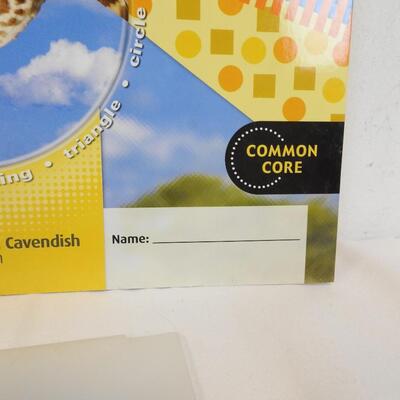 ing • triangle • circle
COMMON
CORE
Cavendish
Name: